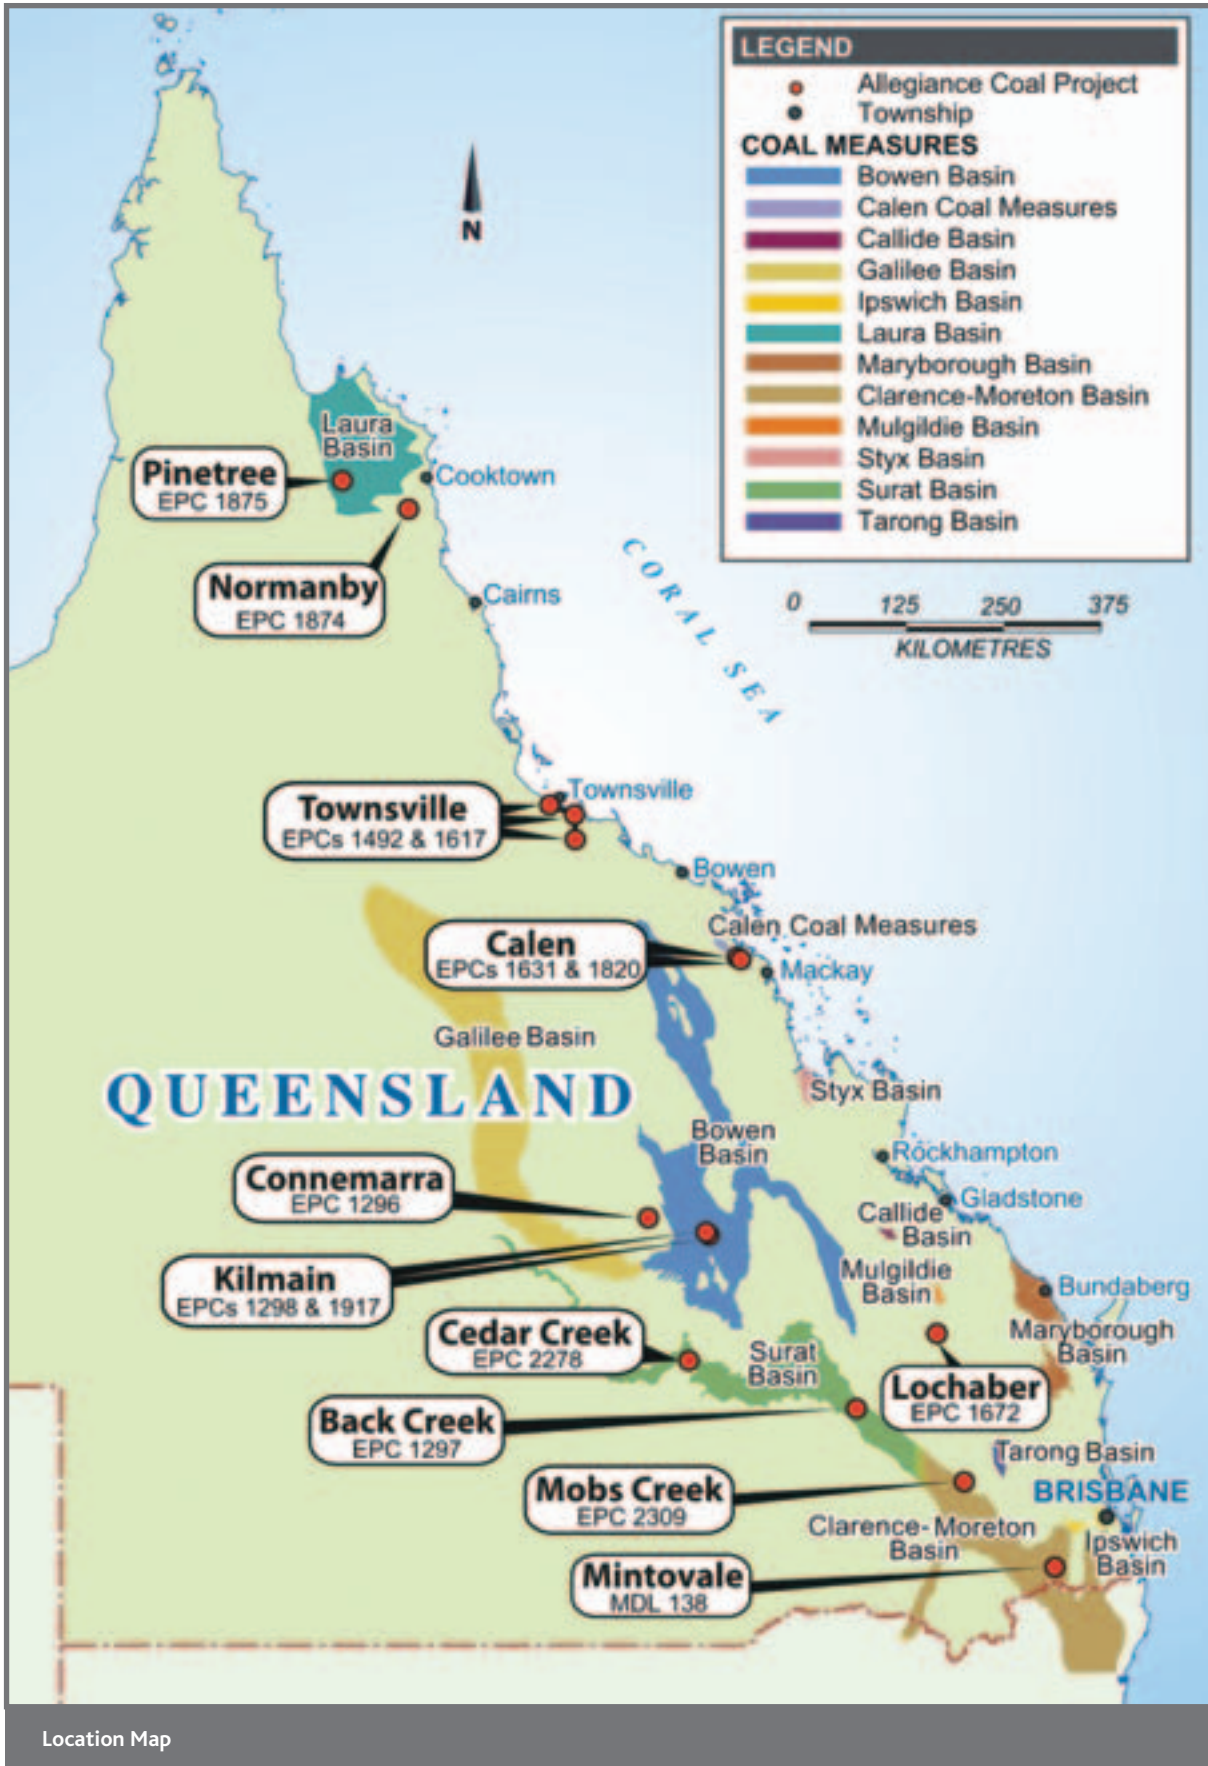 LEGEND
Allegiance Coal Project
Township
COAL MEASURES
Bowen Basin
Calen Coal Measures
Callide Basin
Galilee Basin
Ipswich Basin
Laura Basin
Maryborough Basin
Clarence-Moreton Basin
Mulgildie Basin
Styx Basin
Surat Basin
Tarong Basin
N
0 125 250 375
KILOMETRES
CORAL SEA
Laura
Basin
Pinetree
EPC 1875
Cooktown
Normanby
EPC 1874
Cairns
Townsville
Townsville
EPCs 1492 & 1617
Bowen
Calen Coal Measures
Calen
EPCs 1631 & 1820
Mackay
Galilee Basin
QUEENSLAND
Styx Basin
Bowen
Basin
Rockhampton
Connemarra
EPC 1296
Gladstone
Callide
Basin
Kilmain
EPCs 1298 & 1917
Mulgildie
Basin
Bundaberg
Cedar Creek
EPC 2278
Surat
Basin
Maryborough
Basin
Lochaber
EPC 1672
Back Creek
EPC 1297
Tarong Basin
Mobs Creek
EPC 2309
BRISBANE
Clarence-Moreton
Basin
Ipswich
Basin
Mintovale
MDL 138
Location Map